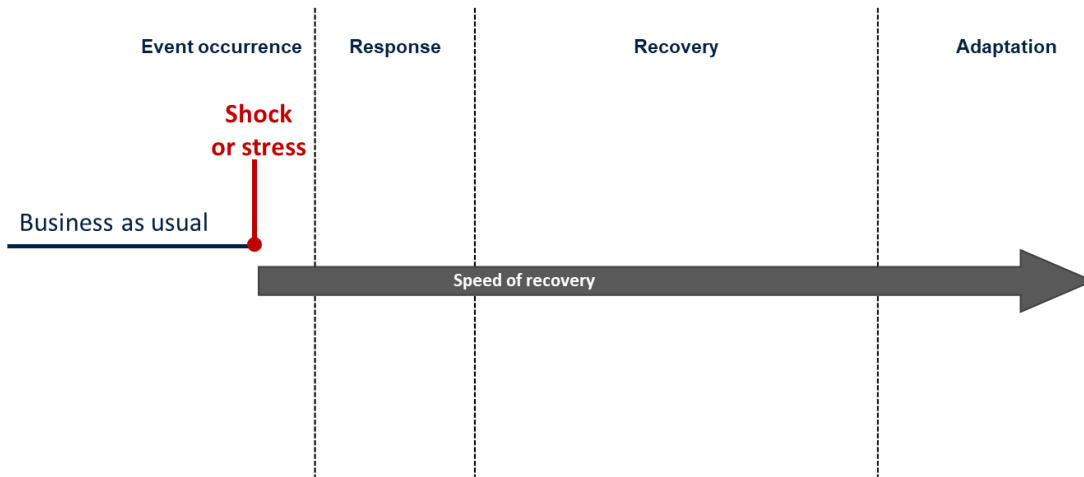 Event occurrence
Response
Recovery
Adaptation
Shock
or stress
Business as usual
Speed of recovery